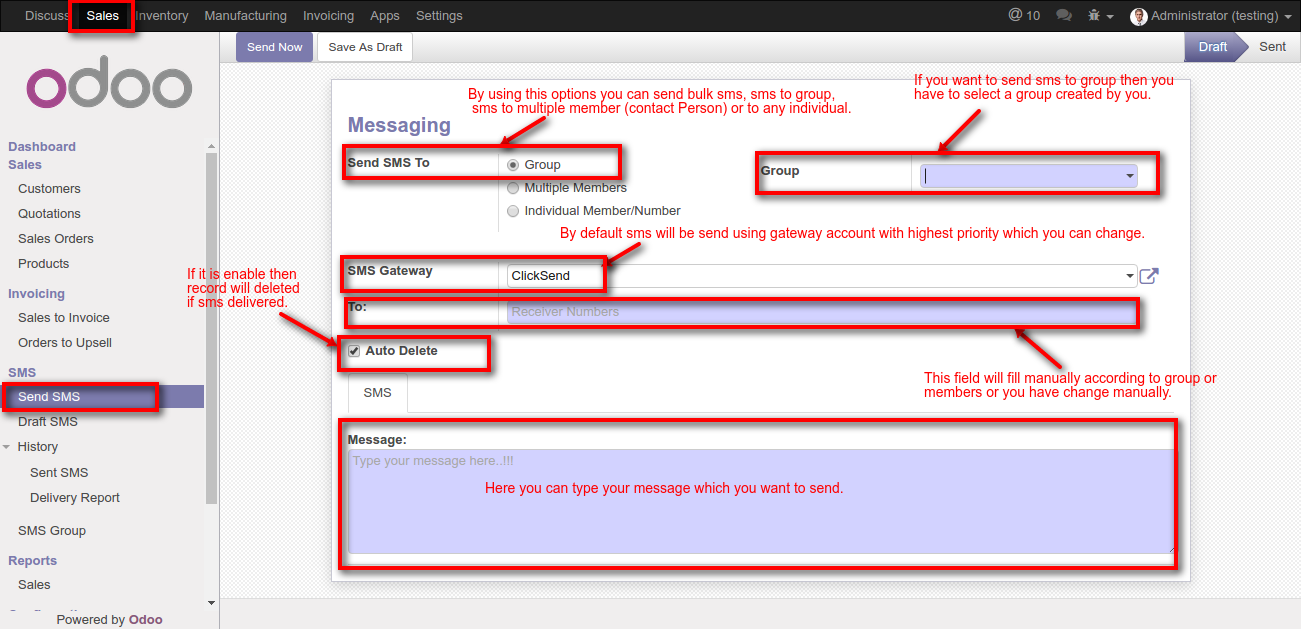 Discuss Sales Inventory Manufacturing Invoicing Apps Settings @ 10 Administrator (testing)
Send Now Save As Draft Draft Sent
odoo
Dashboard
Sales
Customers
Quotations
Sales Orders
Products
Invoicing
Sales to Invoice
Orders to Upsell
SMS
Send SMS
Draft SMS
History
Sent SMS
Delivery Report
SMS Group
Reports
Sales
Powered by Odoo
By using this options you can send bulk sms, sms to group,
sms to multiple member (contact Person) or to any individual.
If you want to send sms to group then you
have to select a group created by you.
Messaging
Send SMS To
Group
Multiple Members
Individual Member/Number
Group
By default sms will be send using gateway account with highest priority which you can change.
SMS Gateway
ClickSend
If it is enable then
record will deleted
if sms delivered.
To:
Receiver Numbers
Auto Delete
This field will fill manually according to group or
members or you have change manually.
SMS
Message:
Type your message here..!!!
Here you can type your message which you want to send.